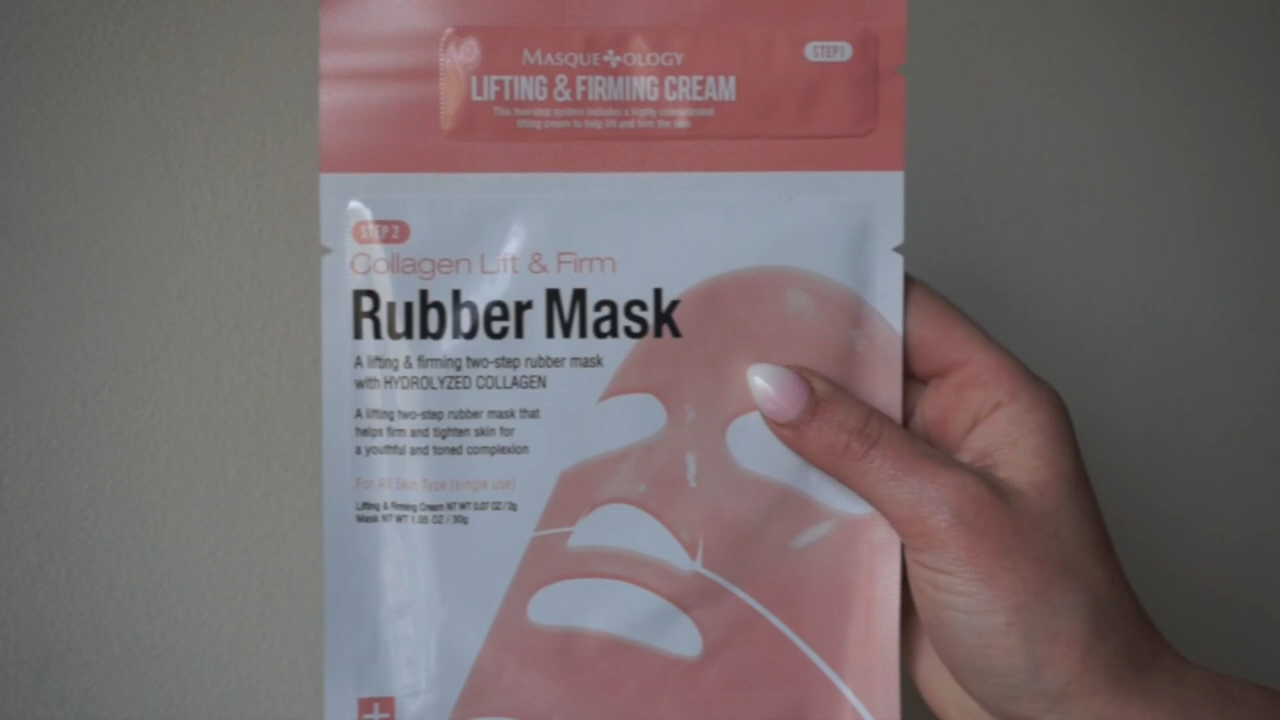 MASQUE OLOGY
STEP1
LIFTING & FIRMING CREAM
This two-step system includes a highly concentrated
lifting cream to help lift and firm the skin
STEP 2
Collagen Lift & Firm
Rubber Mask
A lifting & firming two-step rubber mask
with HYDROLYZED COLLAGEN
A lifting two-step rubber mask that
helps firm and tighten skin for
a youthful and toned complexion
For All Skin Type (single use)
Lifting & Firming Cream NT WT 0.07 OZ / 2g
Mask NT WT 1.05 OZ / 30g